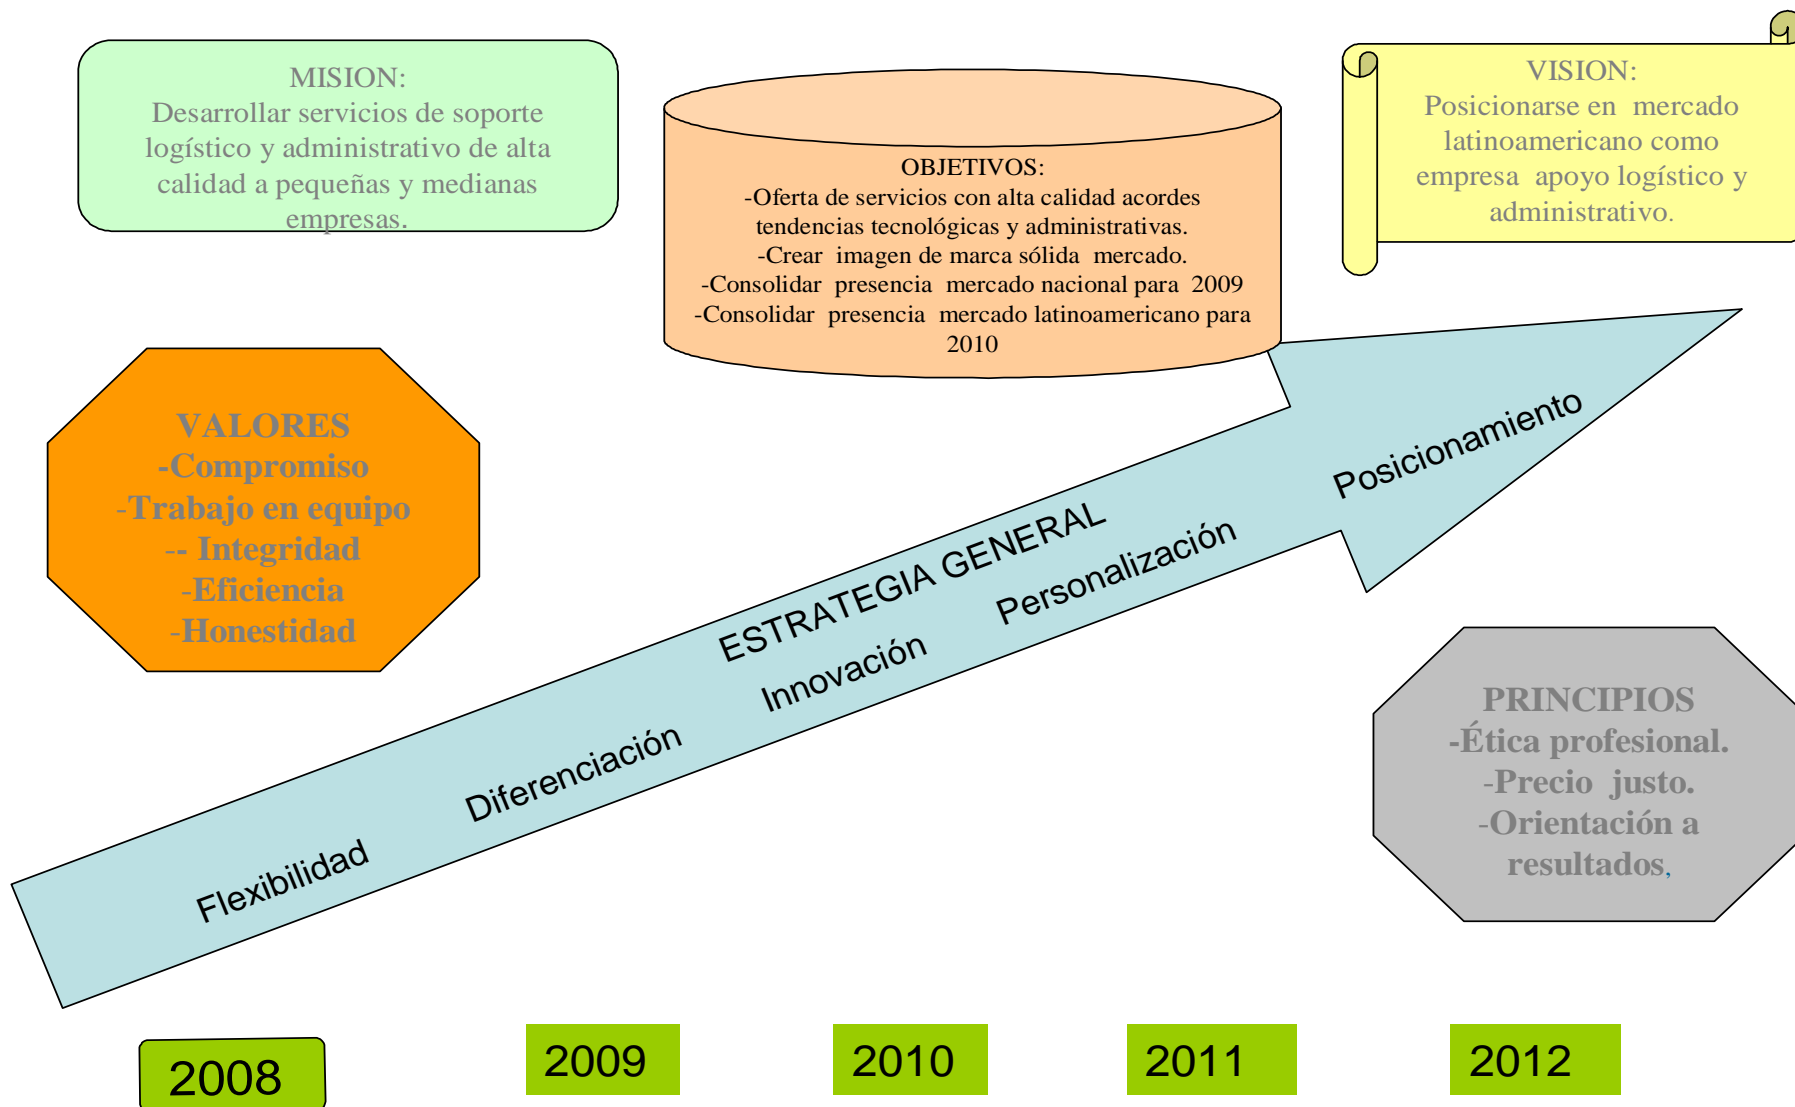 MISION:
Desarrollar servicios de soporte
logístico y administrativo de alta
calidad a pequeñas y medianas
empresas.
OBJETIVOS:
-Oferta de servicios con alta calidad acordes
tendencias tecnológicas y administrativas.
-Crear imagen de marca sólida mercado.
-Consolidar presencia mercado nacional para 2009
-Consolidar presencia mercado latinoamericano para
2010
VISION:
Posicionarse en mercado
latinoamericano como
empresa apoyo logístico y
administrativo.
VALORES
-Compromiso
-Trabajo en equipo
-- Integridad
-Eficiencia
-Honestidad
ESTRATEGIA GENERAL
Flexibilidad
Diferenciación
Innovación
Personalización
Posicionamiento
PRINCIPIOS
-Ética profesional.
-Precio justo.
-Orientación a
resultados,
2008
2009
2010
2011
2012